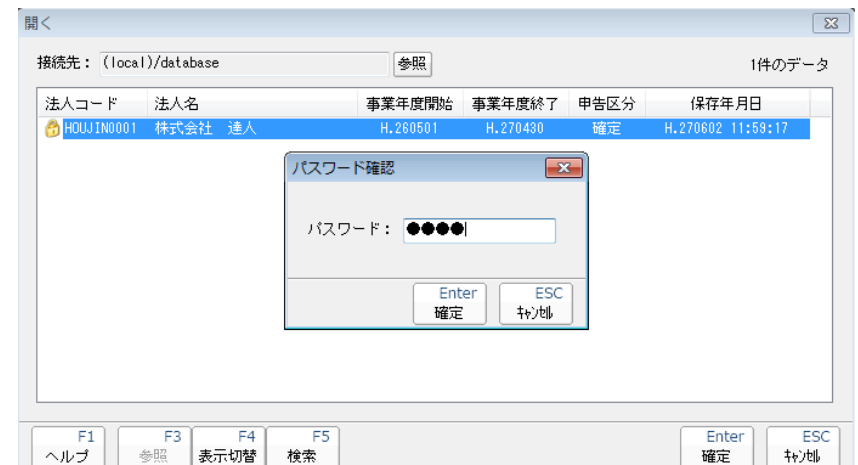 開く
接続先： (local)/database 参照 1件のデータ
法人コード 法人名 事業年度開始 事業年度終了 申告区分 保存年月日
HOUJIN0001 株式会社 達人 H.260501 H.270430 確定 H.270602 11:59:17
パスワード確認
パスワード： ●●●●
Enter ESC
確定 ｷｬﾝｾﾙ
F1 F3 F4 F5 Enter ESC
ヘルプ 参照 表示切替 検索 確定 ｷｬﾝｾﾙ